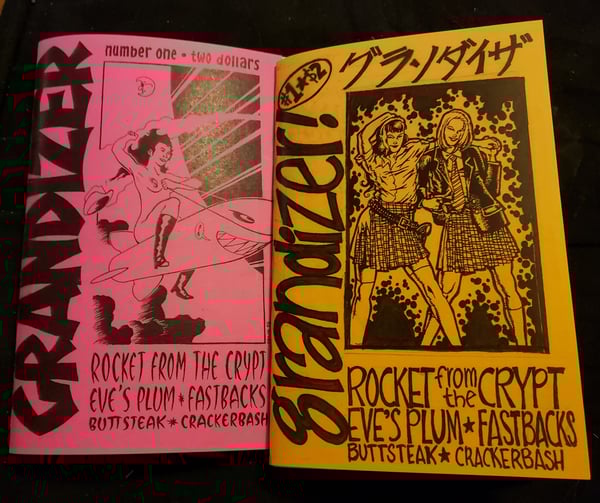 GRANDIZER
number one • two dollars
ROCKET FROM THE CRYPT
EVE'S PLUM ★ FASTBACKS
BUTTSTEAK ★ CRACKERBASH
#1 ★ $2
グランダイザ
grandizer!
ROCKET from the CRYPT
EVE'S PLUM ★ FASTBACKS
BUTTSTEAK ★ CRACKERBASH